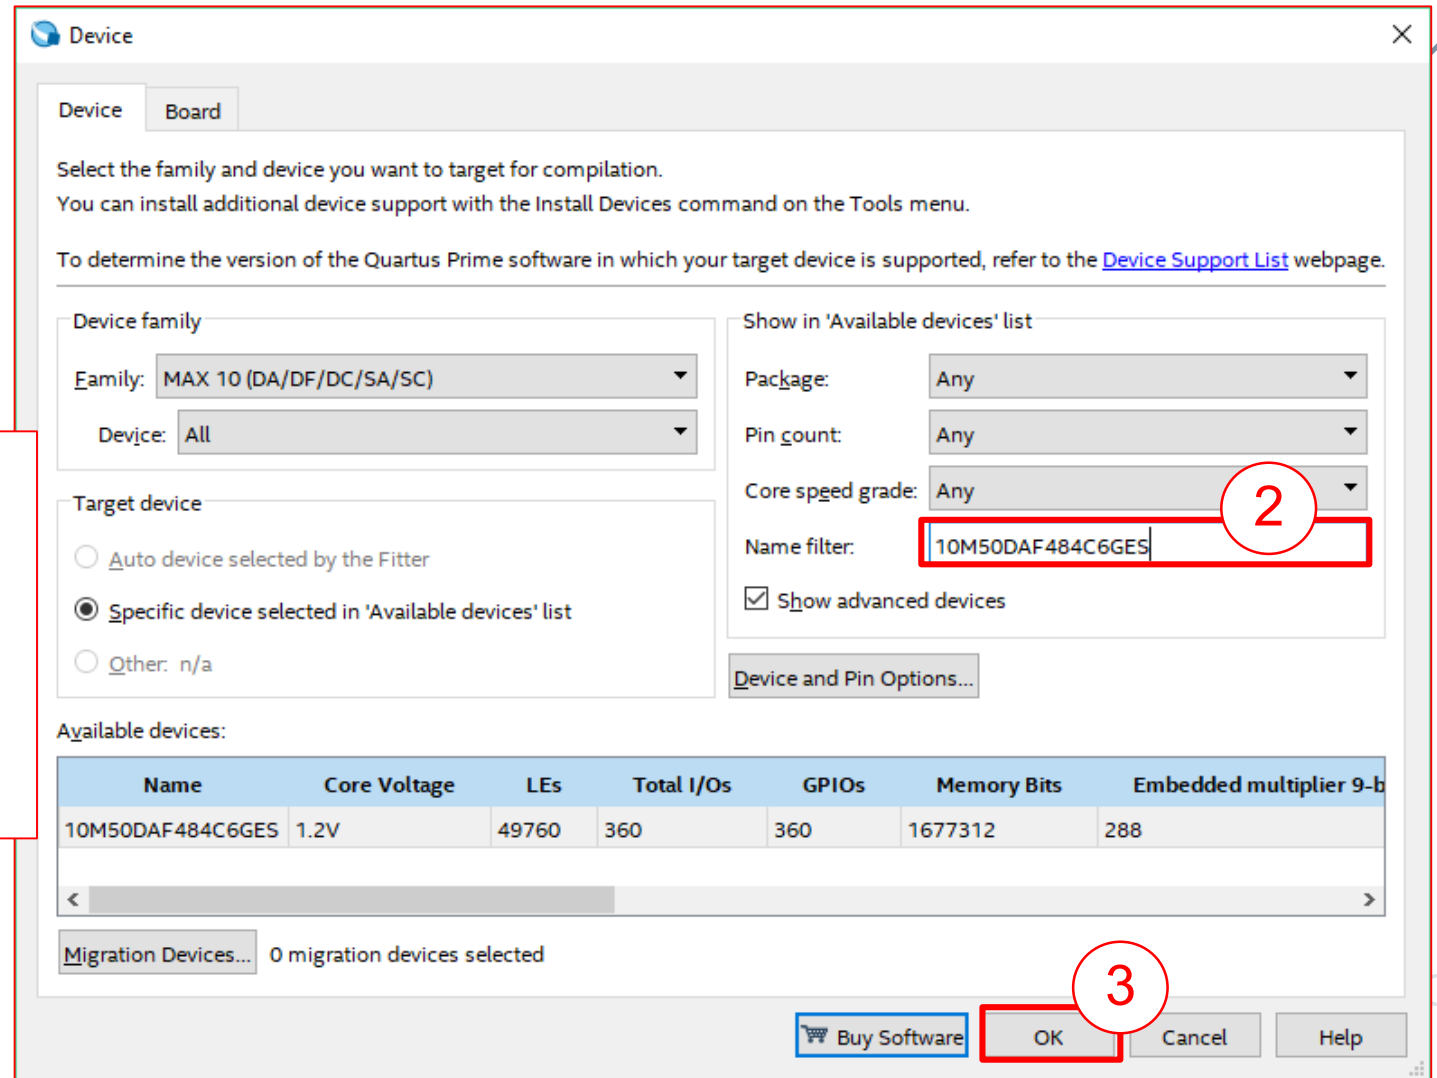 Device
Device
Board
Select the family and device you want to target for compilation.
You can install additional device support with the Install Devices command on the Tools menu.
To determine the version of the Quartus Prime software in which your target device is supported, refer to the Device Support List webpage.
Device family
Family: MAX 10 (DA/DF/DC/SA/SC)
Device: All
Target device
Auto device selected by the Fitter
Specific device selected in 'Available devices' list
Other: n/a
Show in 'Available devices' list
Package: Any
Pin count: Any
Core speed grade: Any
2
Name filter: 10M50DAF484C6GES
Show advanced devices
Device and Pin Options...
Available devices:
Name Core Voltage LEs Total I/Os GPIOs Memory Bits Embedded multiplier 9-b
10M50DAF484C6GES 1.2V 49760 360 360 1677312 288
Migration Devices... 0 migration devices selected
3
Buy Software OK Cancel Help